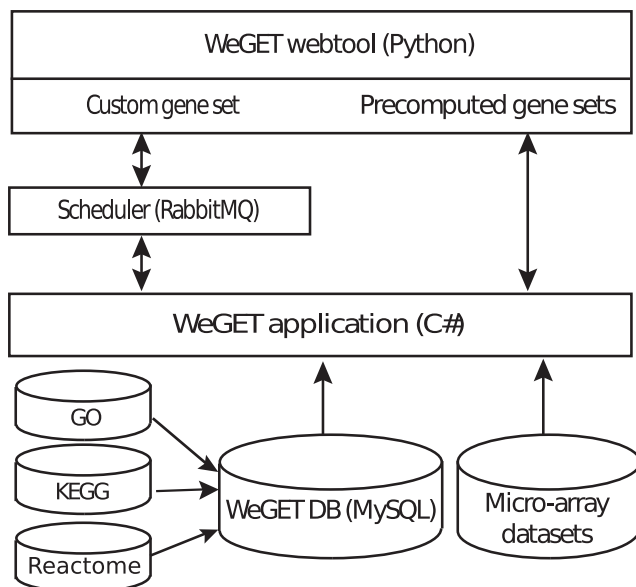 WeGET webtool (Python)
Custom gene set
Precomputed gene sets
Scheduler (RabbitMQ)
WeGET application (C#)
GO
KEGG
Reactome
WeGET DB (MySQL)
Micro-array
datasets